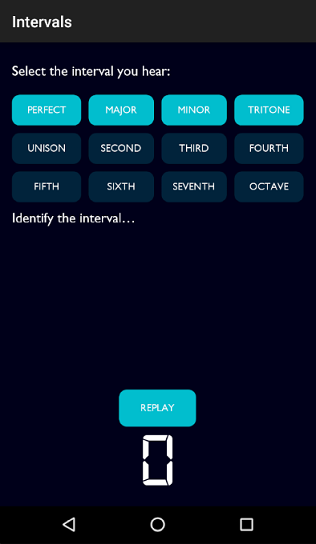 Intervals
Select the interval you hear:
PERFECT MAJOR MINOR TRITONE
UNISON SECOND THIRD FOURTH
FIFTH SIXTH SEVENTH OCTAVE
Identify the interval...
REPLAY
0